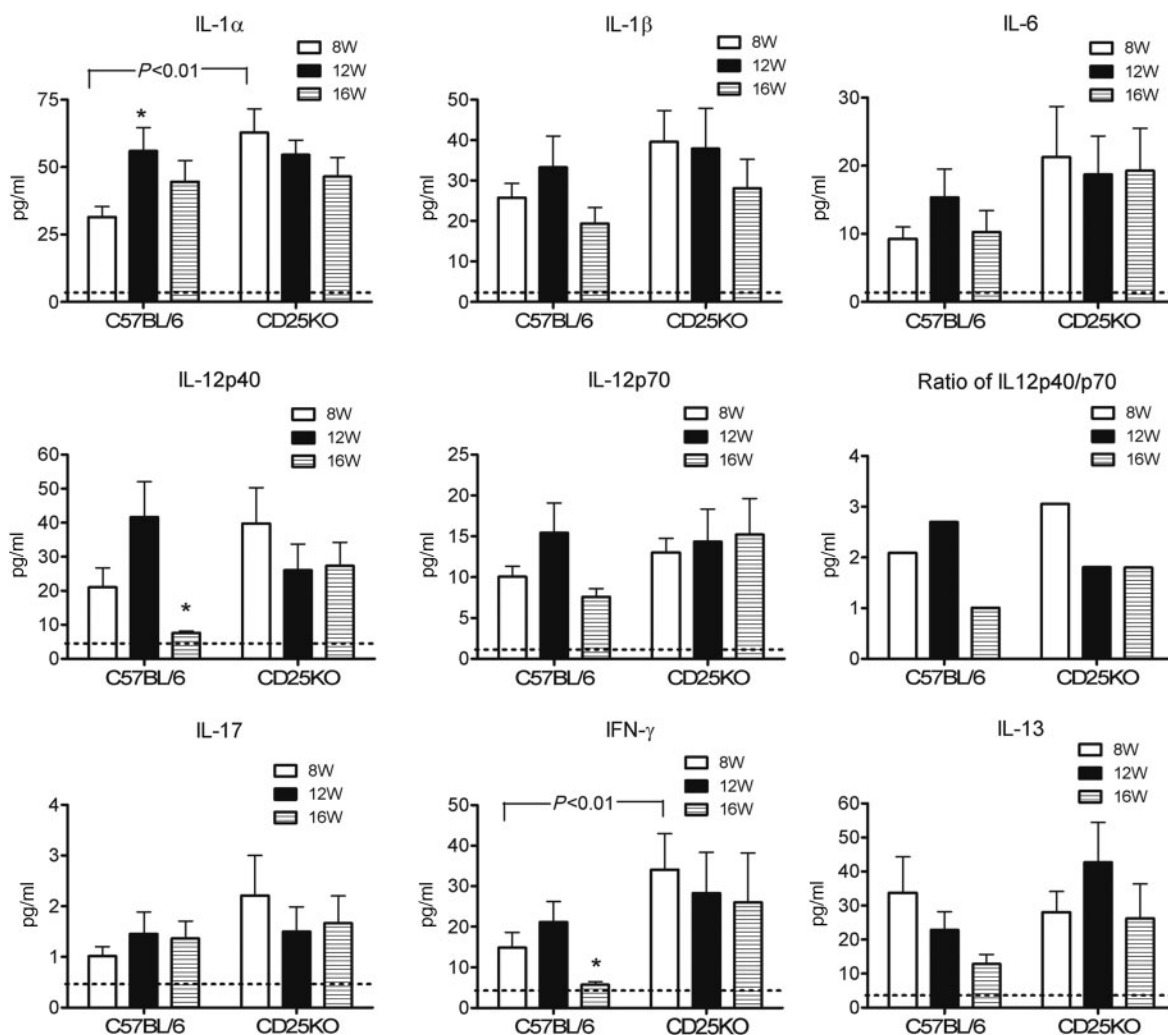 IL-1α
8W
12W
16W
P<0.01
*
pg/ml
75
50
25
0
C57BL/6 CD25KO
IL-1β
8W
12W
16W
pg/ml
50
40
30
20
10
0
C57BL/6 CD25KO
IL-6
8W
12W
16W
pg/ml
30
20
10
0
C57BL/6 CD25KO
IL-12p40
8W
12W
16W
pg/ml
60
50
40
30
20
10
0
*
C57BL/6 CD25KO
IL-12p70
8W
12W
16W
pg/ml
25
20
15
10
5
0
C57BL/6 CD25KO
Ratio of IL12p40/p70
8W
12W
16W
pg/ml
4
3
2
1
0
C57BL/6 CD25KO
IL-17
8W
12W
16W
pg/ml
4
3
2
1
0
C57BL/6 CD25KO
IFN-γ
8W
12W
16W
P<0.01
pg/ml
50
40
30
20
10
0
*
C57BL/6 CD25KO
IL-13
8W
12W
16W
pg/ml
60
50
40
30
20
10
0
C57BL/6 CD25KO